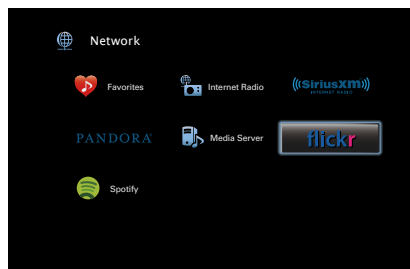 Network
Favorites
Internet Radio
((SiriusXM))
INTERNET RADIO
PANDORA
Media Server
flickr
Spotify